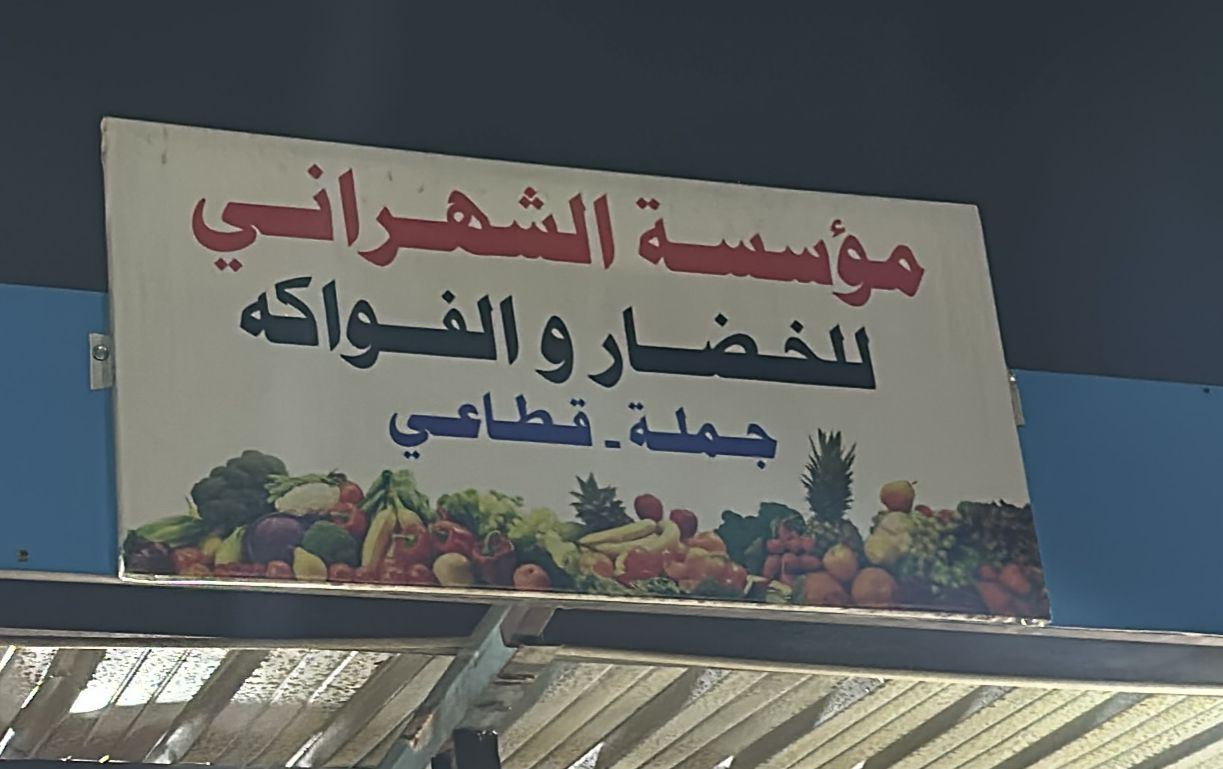 مؤسسة الشهراني
للخضار و الفواكه
جملة - قطاعي